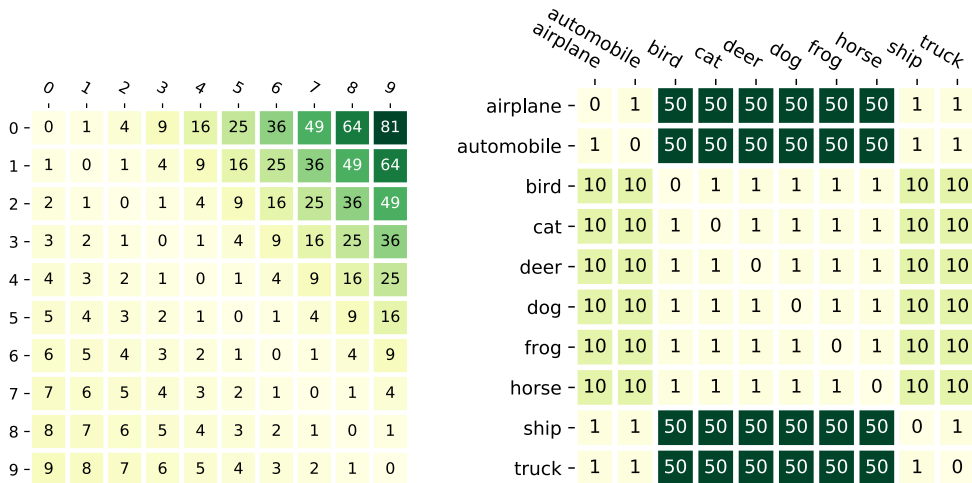 0 1 2 3 4 5 6 7 8 9
0 0 1 4 9 16 25 36 49 64 81
1 1 0 1 4 9 16 25 36 49 64
2 2 1 0 1 4 9 16 25 36 49
3 3 2 1 0 1 4 9 16 25 36
4 4 3 2 1 0 1 4 9 16 25
5 5 4 3 2 1 0 1 4 9 16
6 6 5 4 3 2 1 0 1 4 9
7 7 6 5 4 3 2 1 0 1 4
8 8 7 6 5 4 3 2 1 0 1
9 9 8 7 6 5 4 3 2 1 0
airplane automobile bird cat deer dog frog horse ship truck
airplane 0 1 50 50 50 50 50 50 1 1
automobile 1 0 50 50 50 50 50 50 1 1
bird 10 10 0 1 1 1 1 1 10 10
cat 10 10 1 0 1 1 1 1 10 10
deer 10 10 1 1 0 1 1 1 10 10
dog 10 10 1 1 1 0 1 1 10 10
frog 10 10 1 1 1 1 0 1 10 10
horse 10 10 1 1 1 1 1 0 10 10
ship 1 1 50 50 50 50 50 50 0 1
truck 1 1 50 50 50 50 50 50 1 0